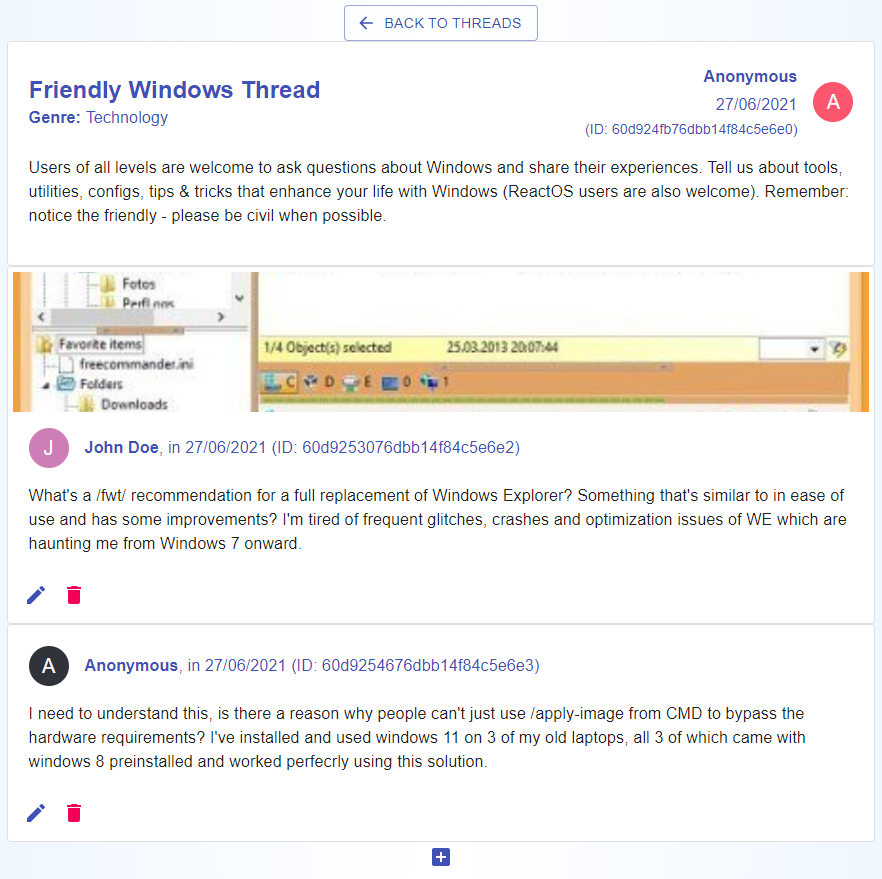 BACK TO THREADS
Friendly Windows Thread
Genre: Technology
Anonymous
27/06/2021
(ID: 60d924fb76dbb14f84c5e6e0)
A
Users of all levels are welcome to ask questions about Windows and share their experiences. Tell us about tools,
utilities, configs, tips & tricks that enhance your life with Windows (ReactOS users are also welcome). Remember:
notice the friendly - please be civil when possible.
Fotos
Favorite items
freecommander.ini
Folders
Downloads
1/4 Object(s) selected 25.03.2013 20:07:44
C D E 0 1
J
John Doe, in 27/06/2021 (ID: 60d9253076dbb14f84c5e6e2)
What's a /fwt/ recommendation for a full replacement of Windows Explorer? Something that's similar to in ease of
use and has some improvements? I'm tired of frequent glitches, crashes and optimization issues of WE which are
haunting me from Windows 7 onward.
A
Anonymous, in 27/06/2021 (ID: 60d9254676dbb14f84c5e6e3)
I need to understand this, is there a reason why people can't just use /apply-image from CMD to bypass the
hardware requirements? I've installed and used windows 11 on 3 of my old laptops, all 3 of which came with
windows 8 preinstalled and worked perfecrly using this solution.